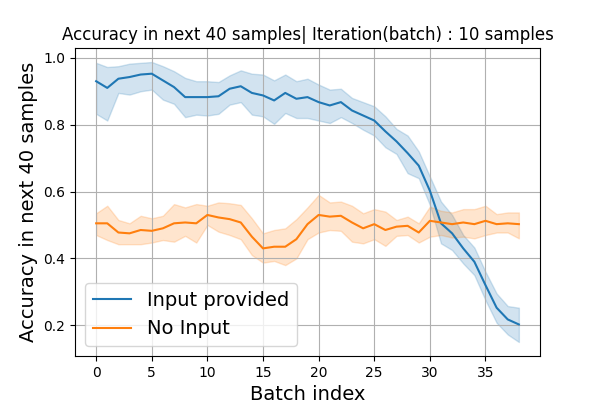 Accuracy in next 40 samples| Iteration(batch) : 10 samples
Accuracy in next 40 samples
1.0
0.8
0.6
0.4
0.2
Input provided
No Input
0 5 10 15 20 25 30 35
Batch index